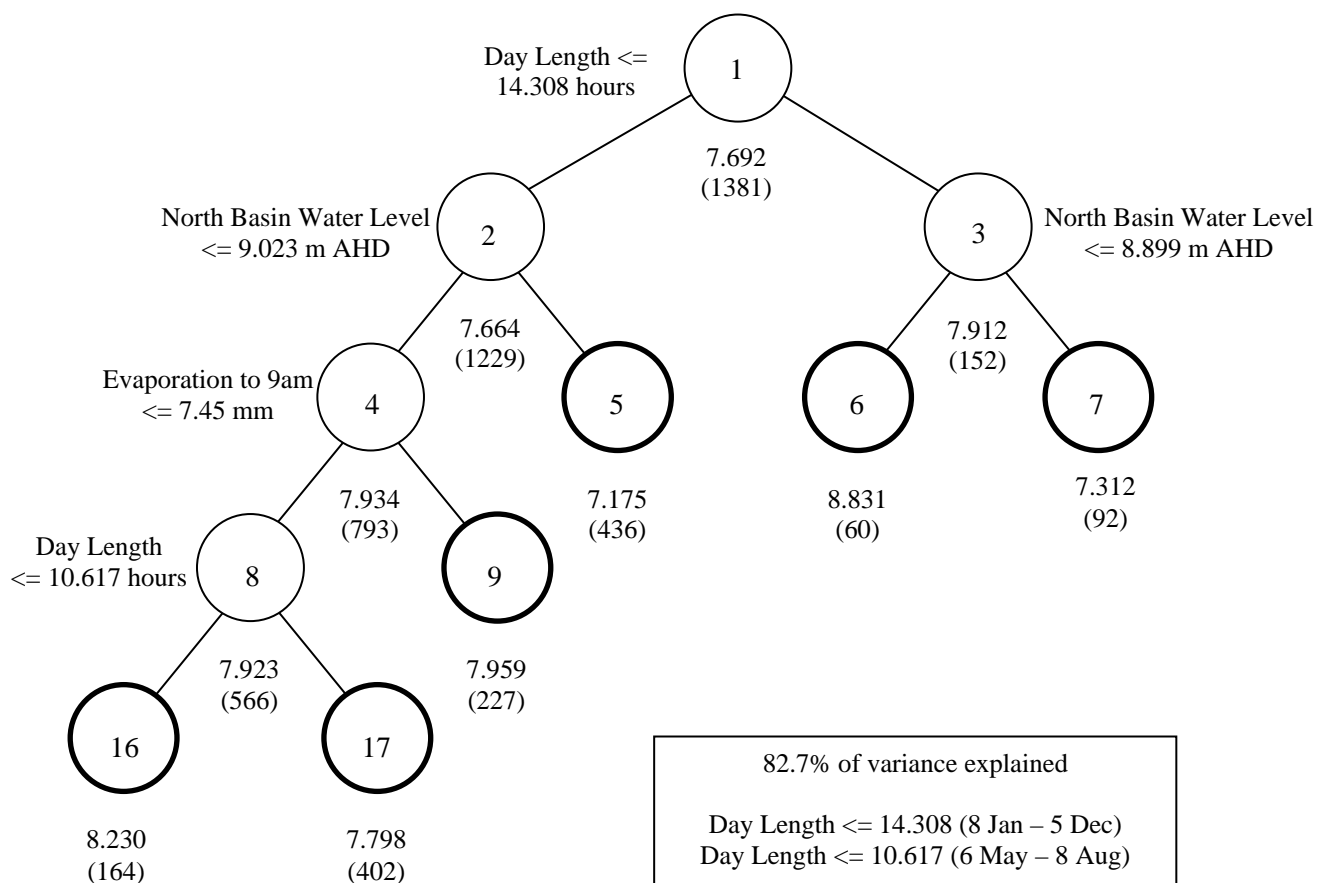 Day Length <=
14.308 hours
1
7.692
(1381)
North Basin Water Level
<= 9.023 m AHD
2
3
North Basin Water Level
<= 8.899 m AHD
7.664
(1229)
7.912
(152)
Evaporation to 9am
<= 7.45 mm
4
5
6
7
7.934
(793)
7.175
(436)
8.831
(60)
7.312
(92)
Day Length
<= 10.617 hours
8
9
7.923
(566)
7.959
(227)
16
17
8.230
(164)
7.798
(402)
82.7% of variance explained
Day Length <= 14.308 (8 Jan – 5 Dec)
Day Length <= 10.617 (6 May – 8 Aug)